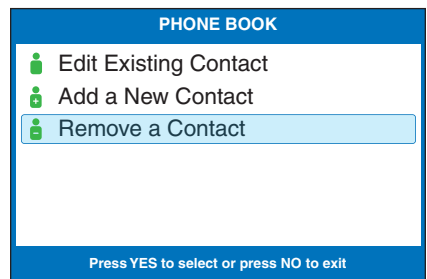 PHONE BOOK
Edit Existing Contact
Add a New Contact
Remove a Contact
Press YES to select or press NO to exit